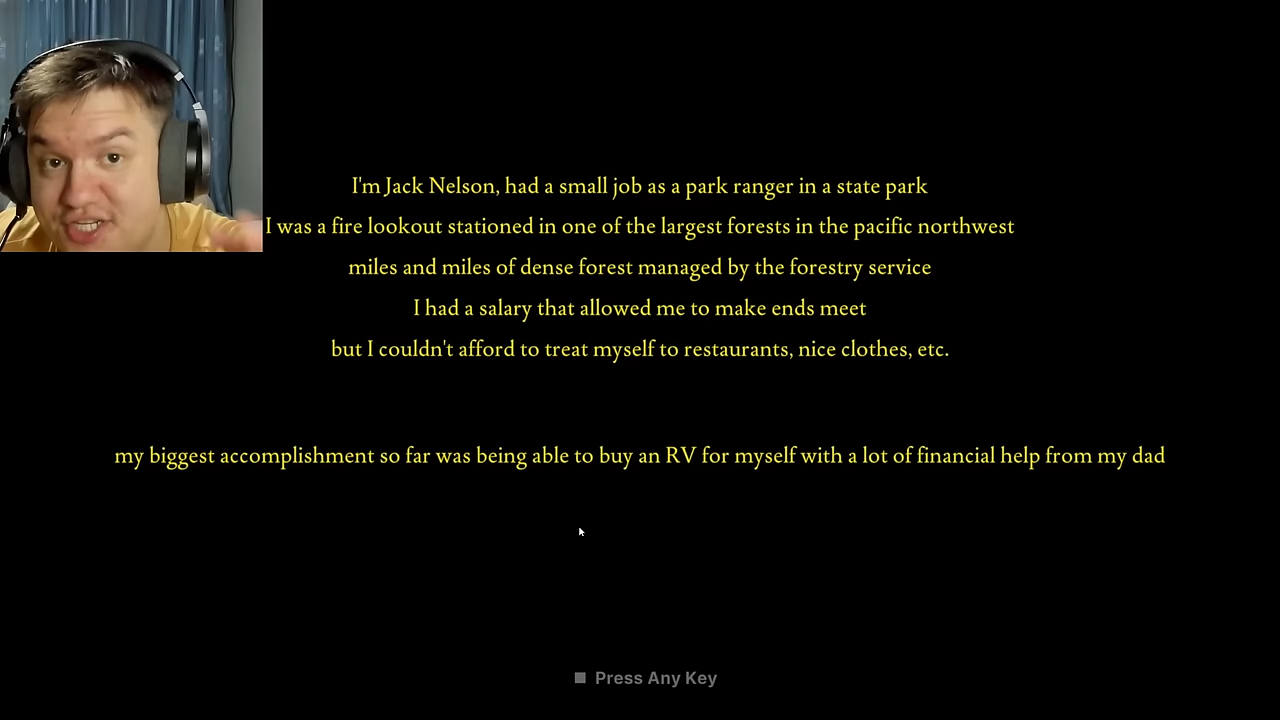 I'm Jack Nelson, had a small job as a park ranger in a state park
I was a fire lookout stationed in one of the largest forests in the pacific northwest
miles and miles of dense forest managed by the forestry service
I had a salary that allowed me to make ends meet
but I couldn't afford to treat myself to restaurants, nice clothes, etc.
my biggest accomplishment so far was being able to buy an RV for myself with a lot of financial help from my dad
Press Any Key